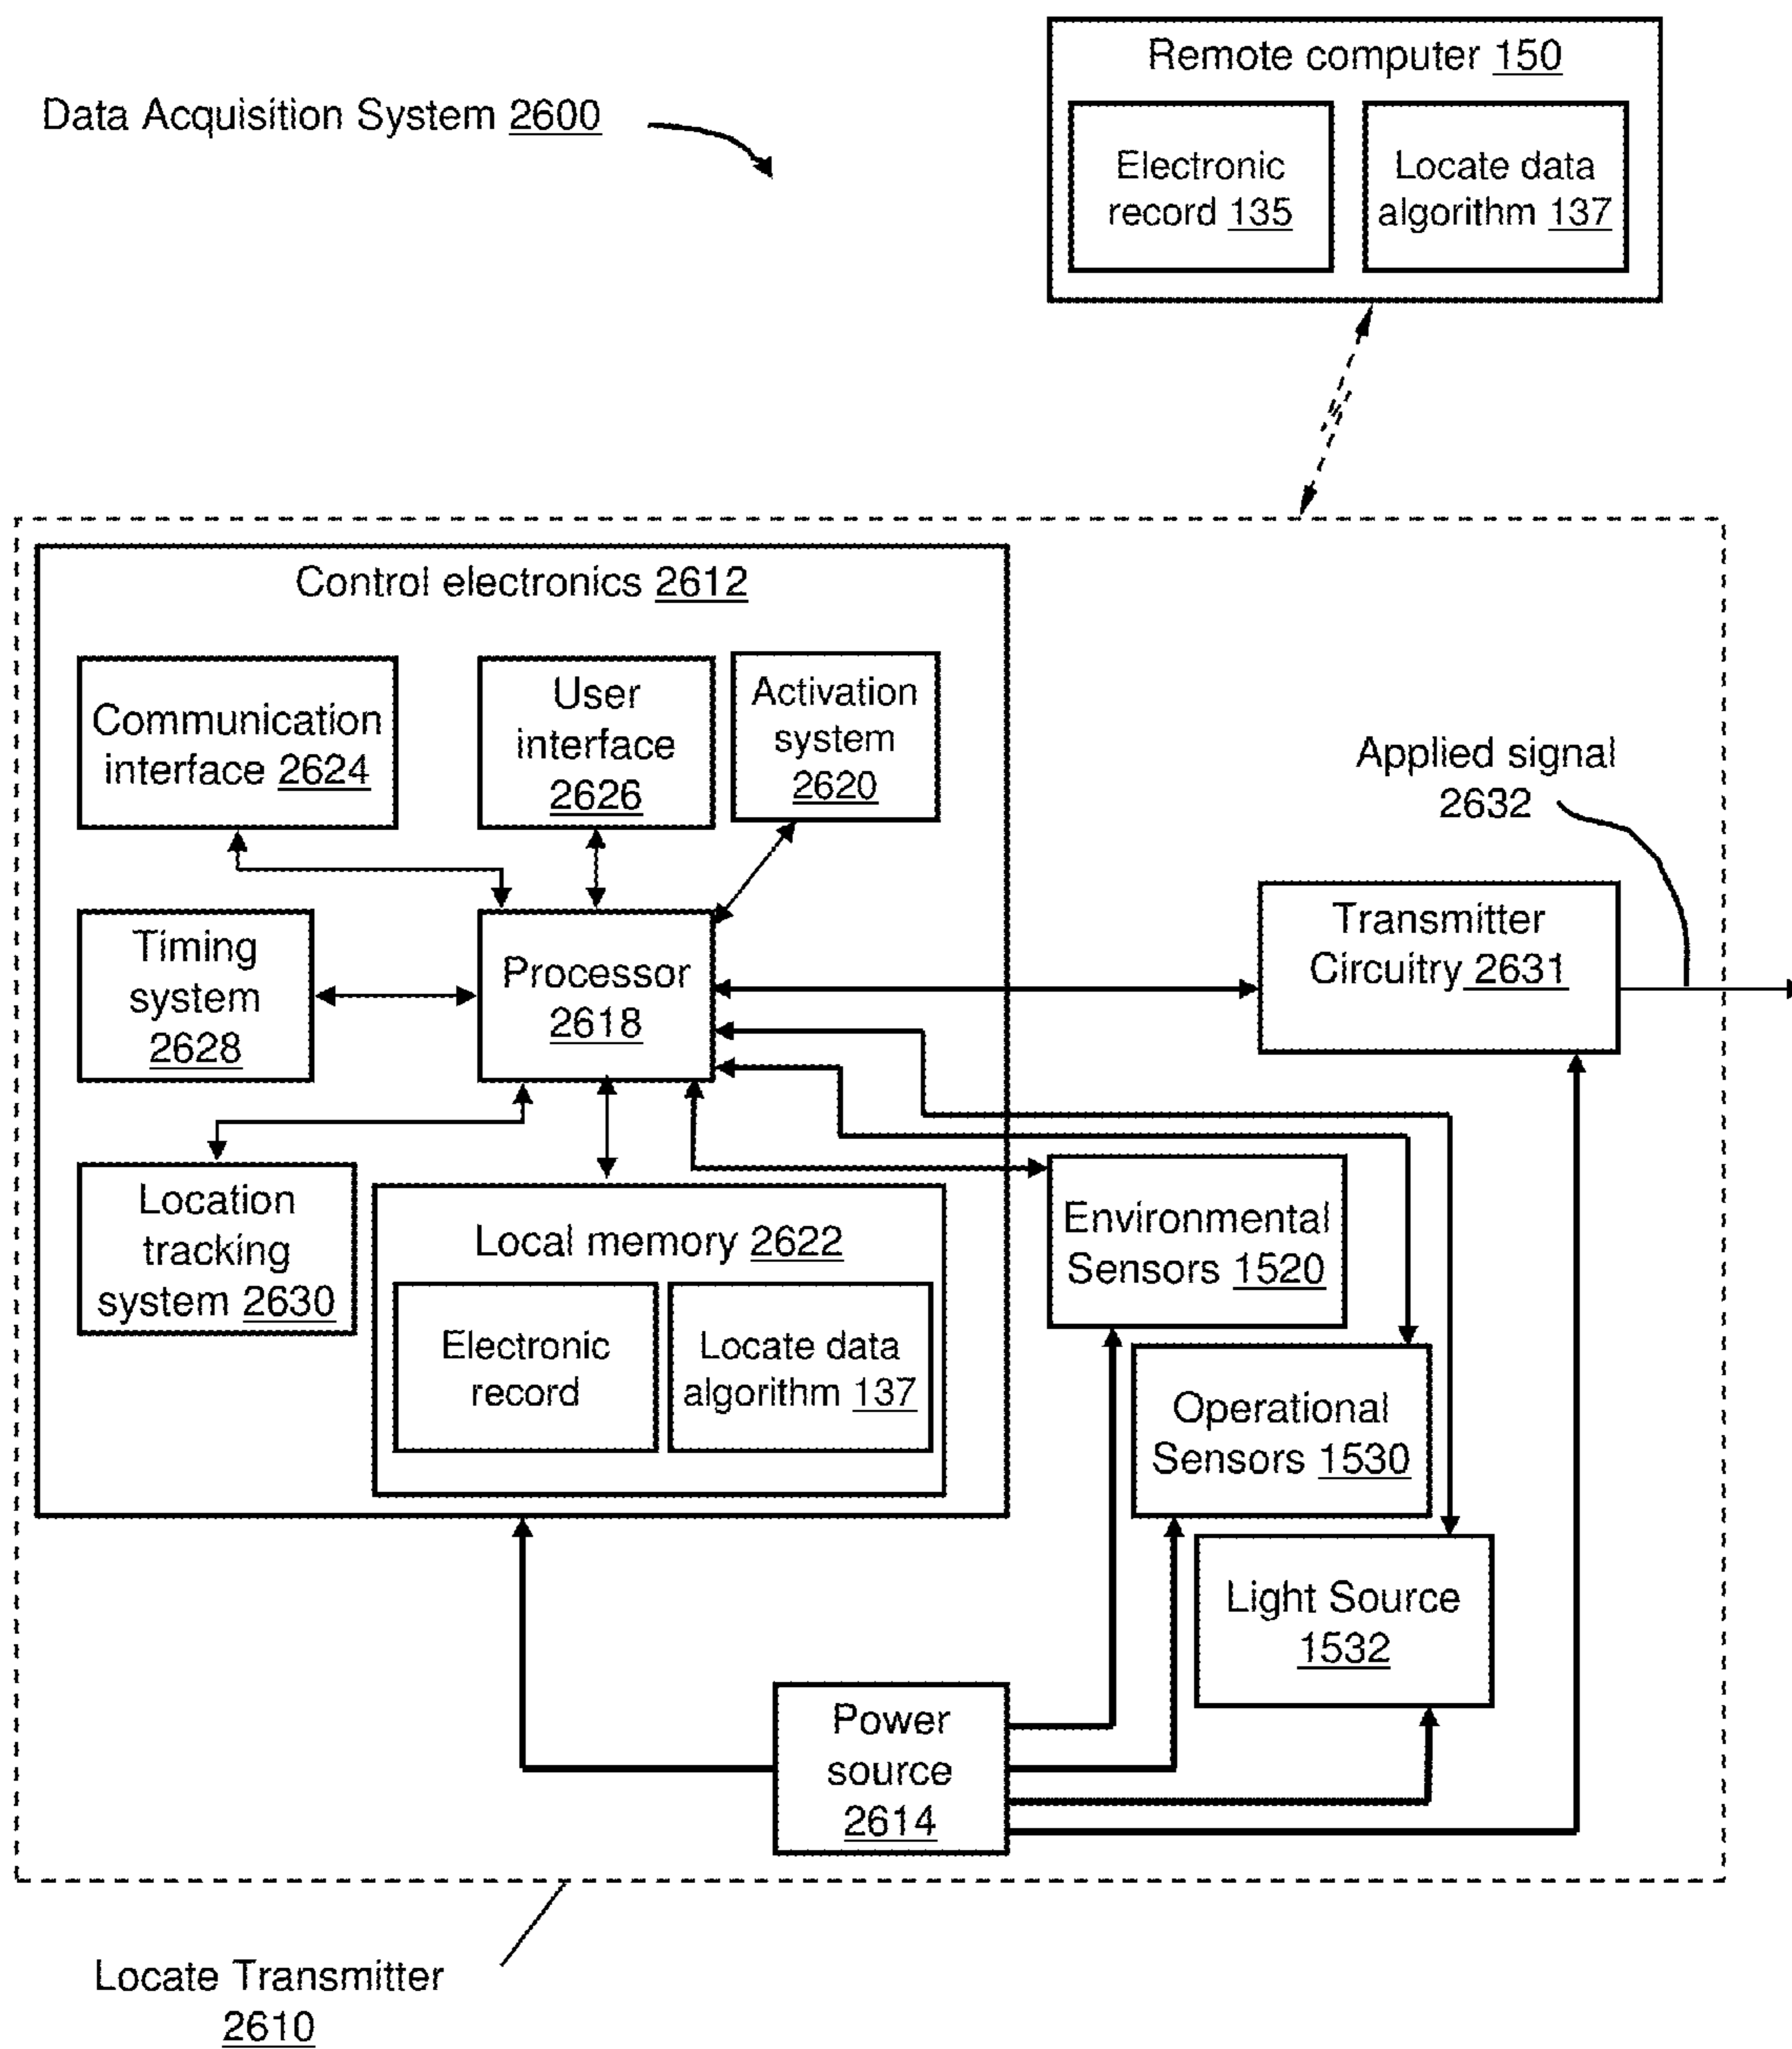 Data Acquisition System 2600
Remote computer 150
Electronic
record 135
Locate data
algorithm 137
Control electronics 2612
Communication
interface 2624
User
interface
2626
Activation
system
2620
Applied signal
2632
Timing
system
2628
Processor
2618
Transmitter
Circuitry 2631
Location
tracking
system 2630
Local memory 2622
Electronic
record
Locate data
algorithm 137
Environmental
Sensors 1520
Operational
Sensors 1530
Light Source
1532
Power
source
2614
Locate Transmitter
2610